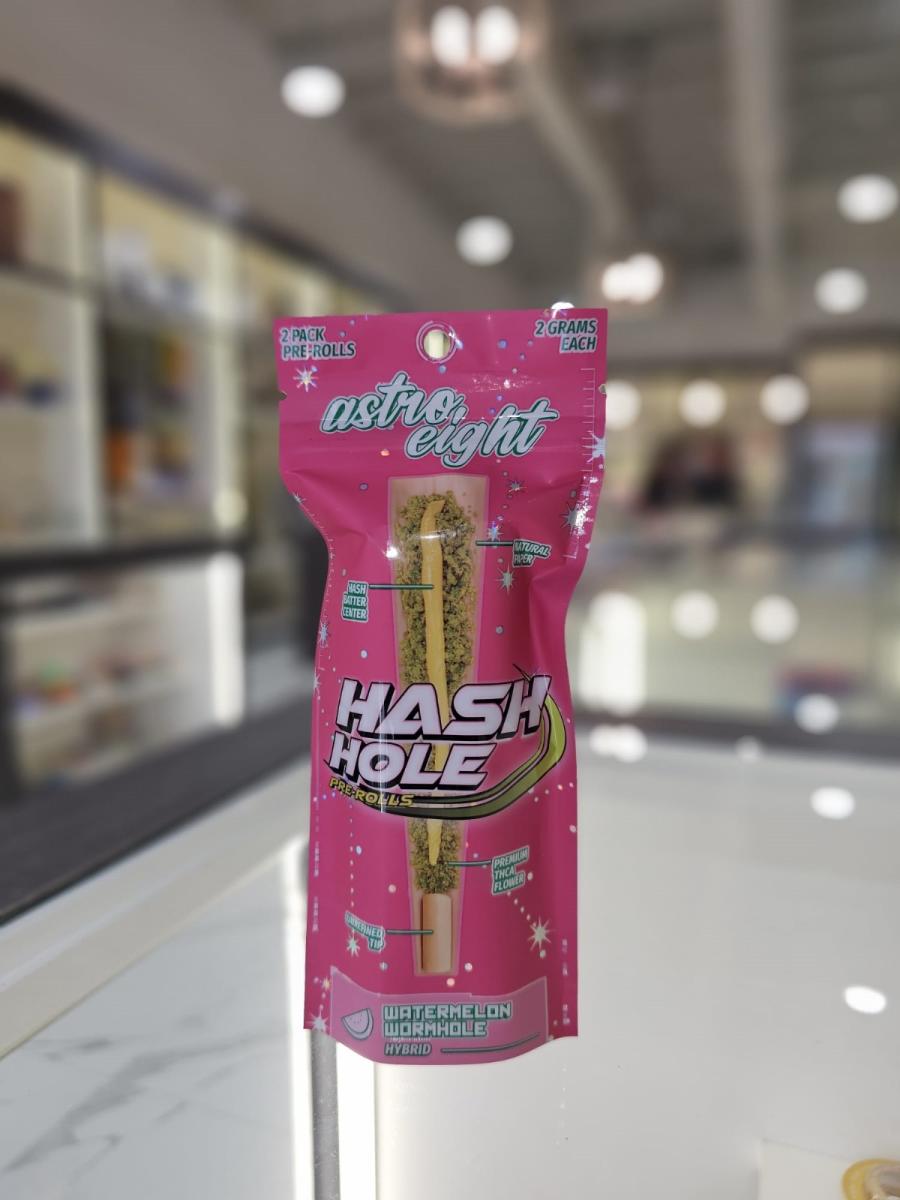 2 PACK
PRE-ROLLS
2 GRAMS
EACH
astro
eight
NATURAL
PAPER
HASH
BATTER
CENTER
HASH
HOLE
PRE-ROLLS
PREMIUM
THCA
FLOWER
TIP
WATERMELON
WORMHOLE
HYBRID